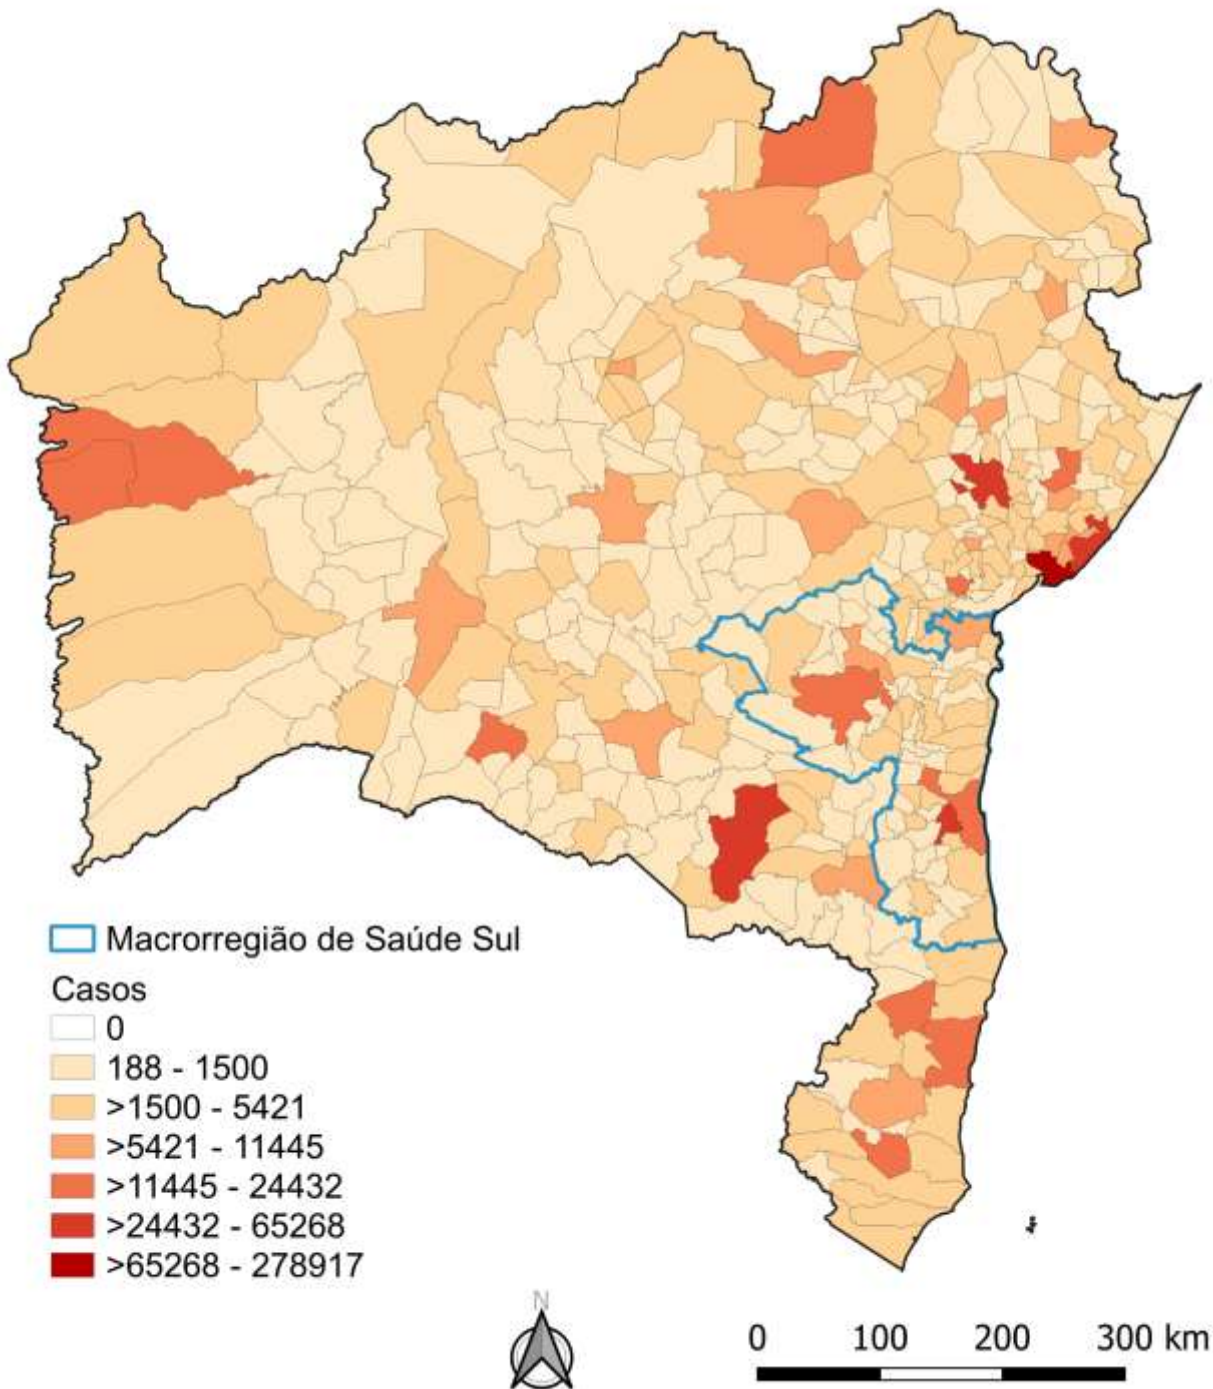 Macrorregião de Saúde Sul
Casos
0
188 - 1500
>1500 - 5421
>5421 - 11445
>11445 - 24432
>24432 - 65268
>65268 - 278917
N
0 100 200 300 km